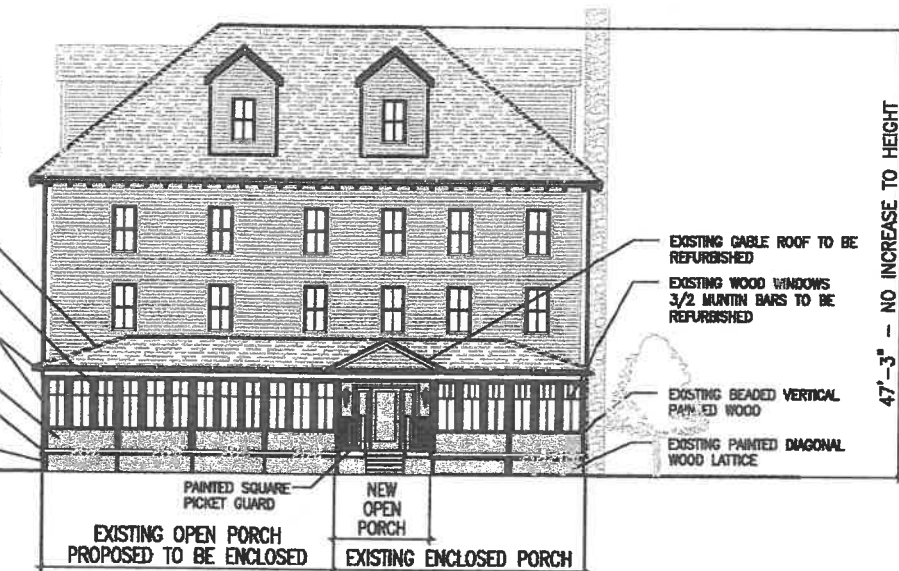 EXISTING GABLE ROOF TO BE
REFURBISHED
EXISTING WOOD WINDOWS
3/2 MUNTIN BARS TO BE
REFURBISHED
47'-3" - NO INCREASE TO HEIGHT
EXISTING BEADED VERTICAL
PAINTED WOOD
EXISTING PAINTED DIAGONAL
WOOD LATTICE
PAINTED SQUARE
PICKET GUARD
NEW
OPEN
PORCH
EXISTING OPEN PORCH
PROPOSED TO BE ENCLOSED
EXISTING ENCLOSED PORCH